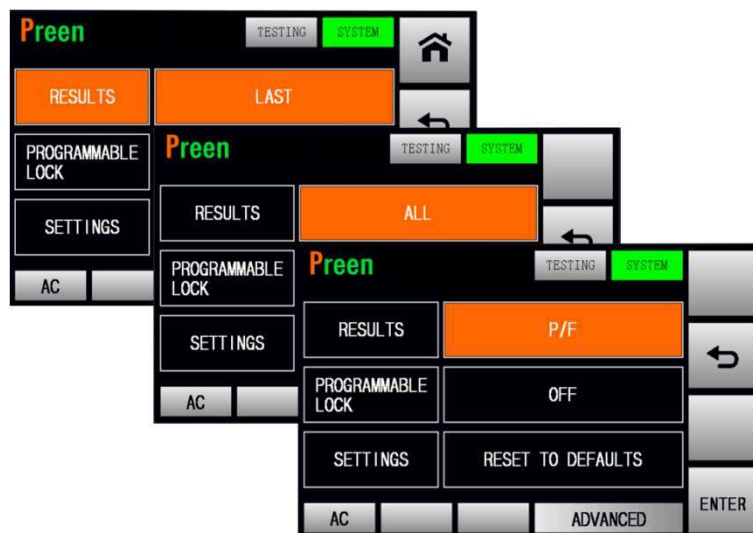 Preen
TESTING
SYSTEM
RESULTS
LAST
PROGRAMMABLE
LOCK
SETTINGS
AC
Preen
TESTING
SYSTEM
RESULTS
ALL
PROGRAMMABLE
LOCK
SETTINGS
AC
Preen
TESTING
SYSTEM
RESULTS
P/F
PROGRAMMABLE
LOCK
OFF
SETTINGS
RESET TO DEFAULTS
AC
ADVANCED
ENTER